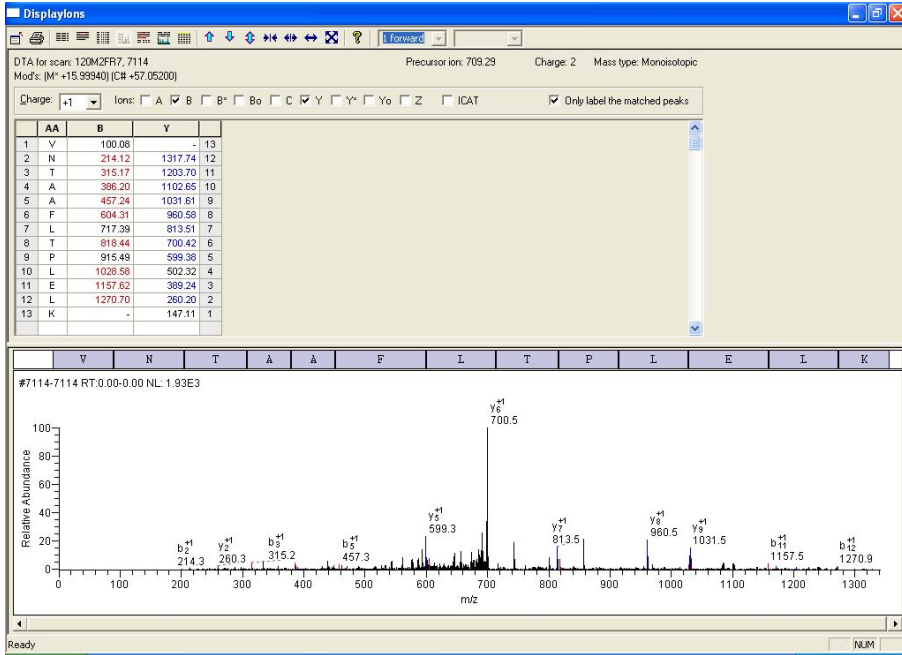 DisplayIons
1 forward
DTA for scan: 120M2FR7, 7114 Precursor ion: 709.29 Charge: 2 Mass type: Monoisotopic
Mod's: (M* +15.99940) (C# +57.05200)
Charge: +1 Ions: A B B* Bo C Y Y* Yo Z ICAT Only label the matched peaks
AA B Y
1 V 100.08 - 13
2 N 214.12 1317.74 12
3 T 315.17 1203.70 11
4 A 386.20 1102.65 10
5 A 457.24 1031.61 9
6 F 604.31 960.58 8
7 L 717.39 813.51 7
8 T 818.44 700.42 6
9 P 915.49 599.38 5
10 L 1028.58 502.32 4
11 E 1157.62 389.24 3
12 L 1270.70 260.20 2
13 K - 147.11 1
V N T A A F L T P L E L K
#7114-7114 RT:0.00-0.00 NL: 1.93E3
y6+1
700.5
y5+1
599.3
y7+1
813.5
y8+1
960.5
y9+1
1031.5
b2+1
214.3
y2+1
260.3
b3+1
315.2
b5+1
457.3
b11+1
1157.5
b12+1
1270.9
Relative Abundance
100
80
60
40
20
0
0 100 200 300 400 500 600 700 800 900 1000 1100 1200 1300
m/z
Ready NUM